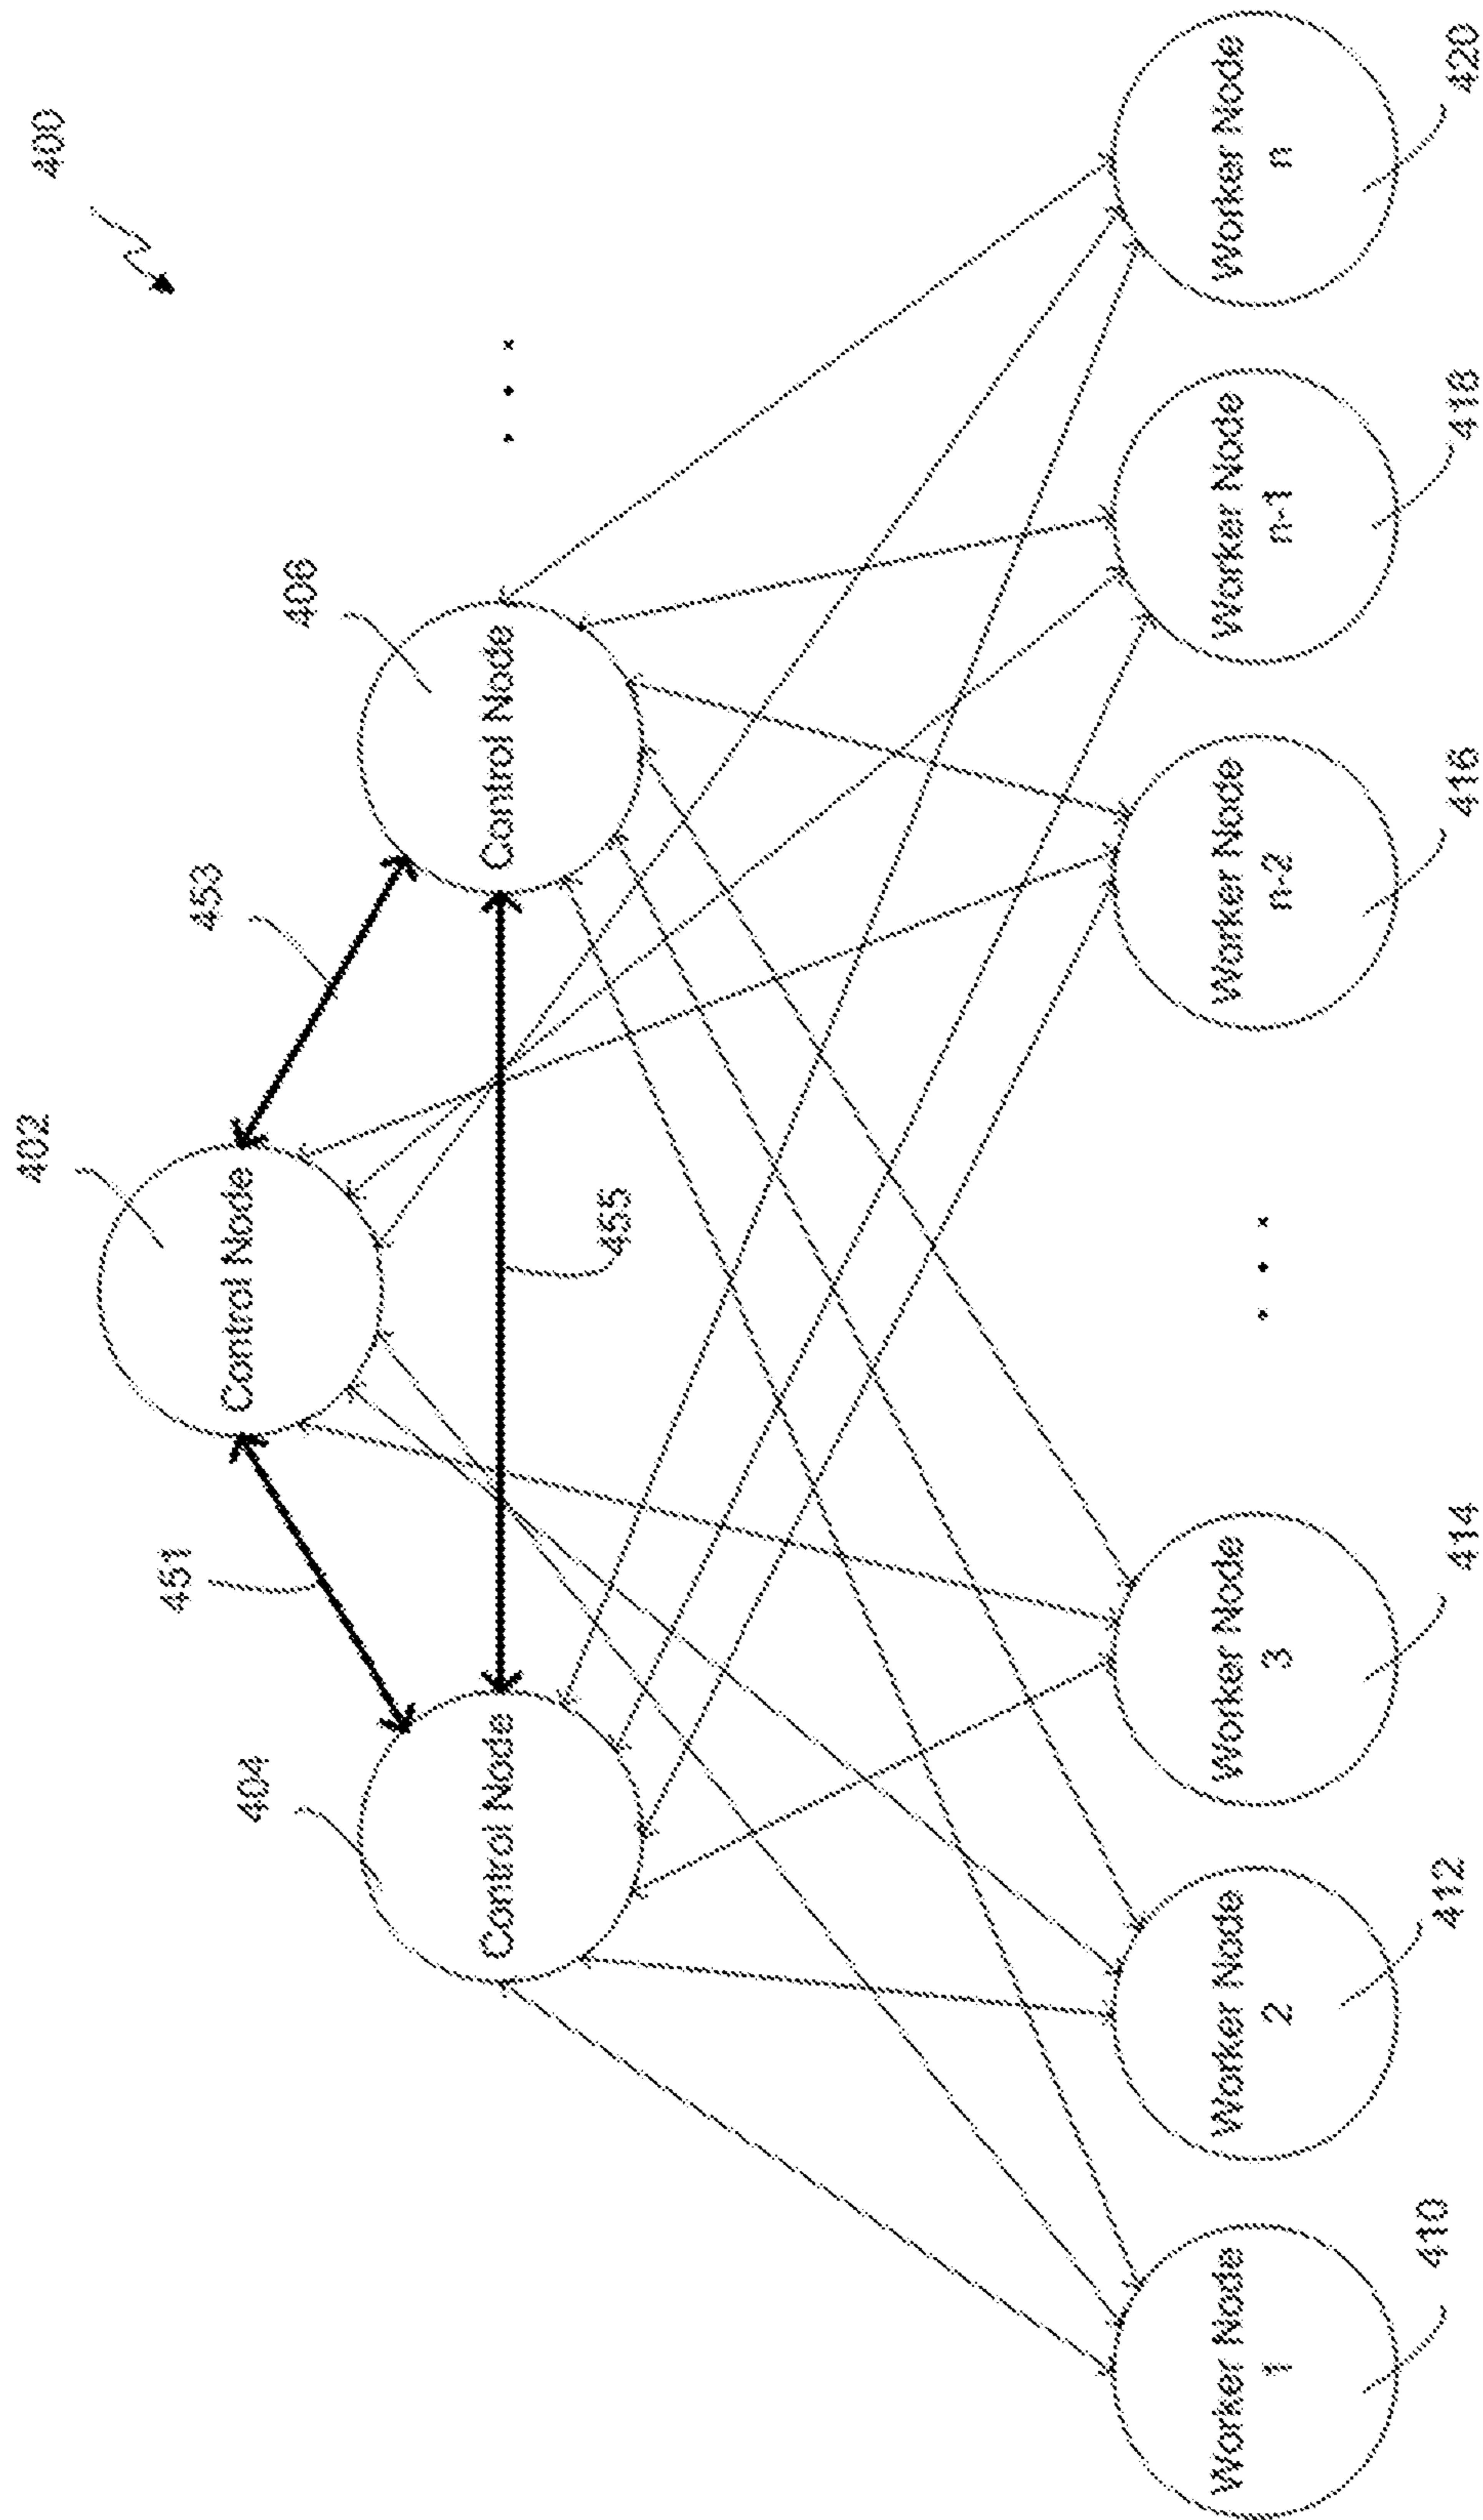 400
402
451
453
Control Node
404
406
Control Node
Control Node
. . .
455
Worker Node
1
Worker Node
2
Worker Node
3
. . .
Worker Node
n-2
Worker Node
n-1
Worker Node
n
410
412
414
416
418
420